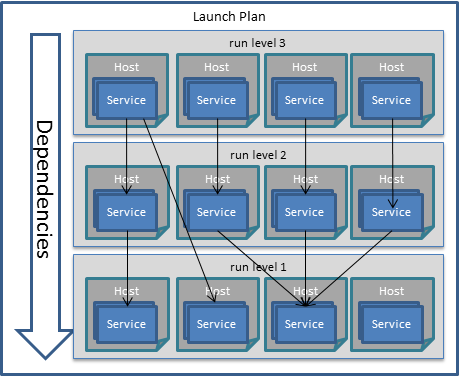 Launch Plan
Dependencies
run level 3
Host Host Host Host
Service Service Service Service
run level 2
Host Host Host Host
Service Service Service Service
run level 1
Host Host Host Host
Service Service Service Service